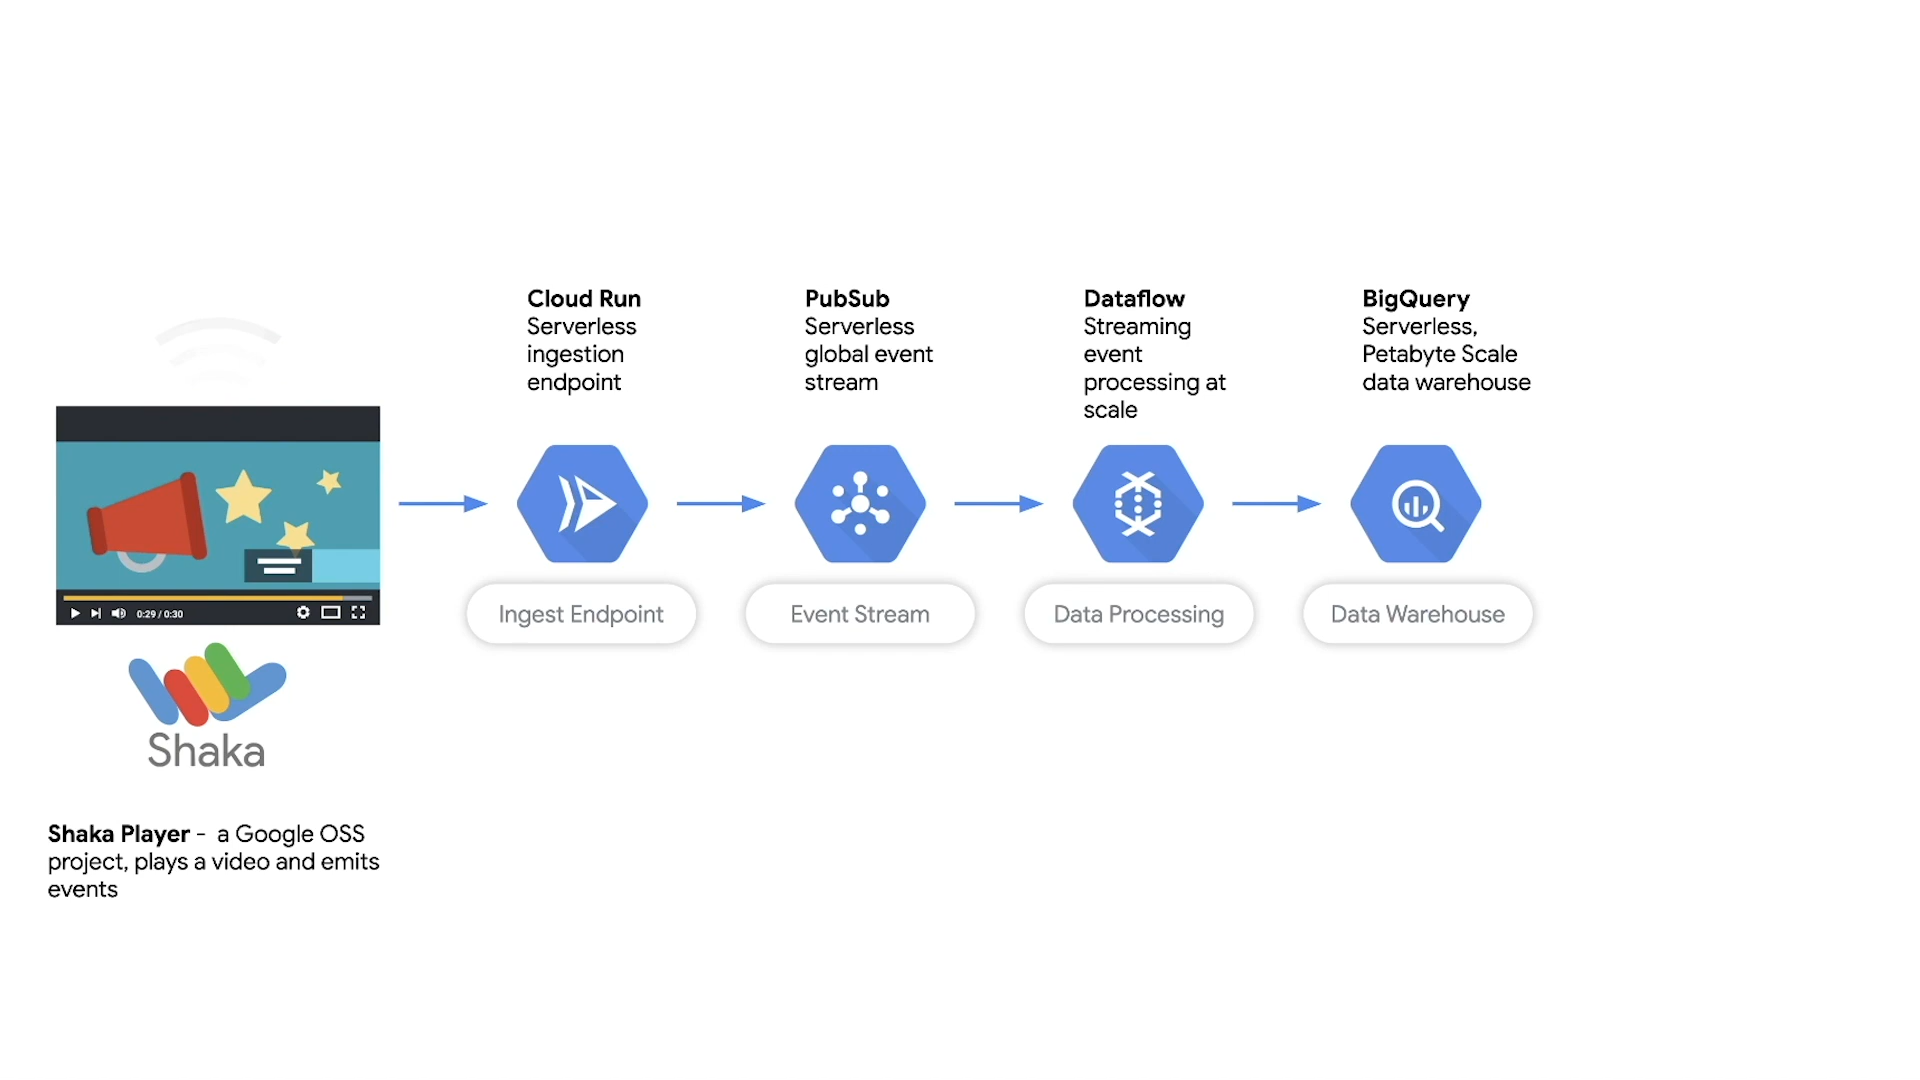 Cloud Run
Serverless
ingestion
endpoint
PubSub
Serverless
global event
stream
Dataflow
Streaming
event
processing at
scale
BigQuery
Serverless,
Petabyte Scale
data warehouse
0:29 / 0:30
Ingest Endpoint
Event Stream
Data Processing
Data Warehouse
Shaka
Shaka Player - a Google OSS
project, plays a video and emits
events